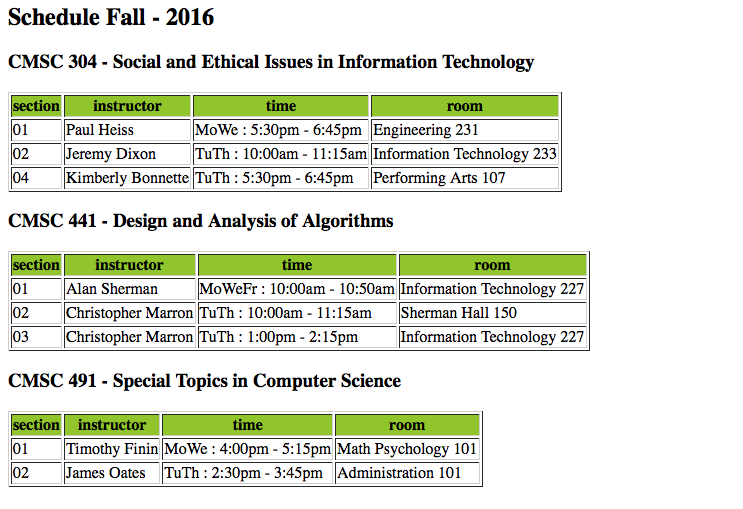 Schedule Fall - 2016
CMSC 304 - Social and Ethical Issues in Information Technology
section instructor time room
01 Paul Heiss MoWe : 5:30pm - 6:45pm Engineering 231
02 Jeremy Dixon TuTh : 10:00am - 11:15am Information Technology 233
04 Kimberly Bonnette TuTh : 5:30pm - 6:45pm Performing Arts 107
CMSC 441 - Design and Analysis of Algorithms
section instructor time room
01 Alan Sherman MoWeFr : 10:00am - 10:50am Information Technology 227
02 Christopher Marron TuTh : 10:00am - 11:15am Sherman Hall 150
03 Christopher Marron TuTh : 1:00pm - 2:15pm Information Technology 227
CMSC 491 - Special Topics in Computer Science
section instructor time room
01 Timothy Finin MoWe : 4:00pm - 5:15pm Math Psychology 101
02 James Oates TuTh : 2:30pm - 3:45pm Administration 101